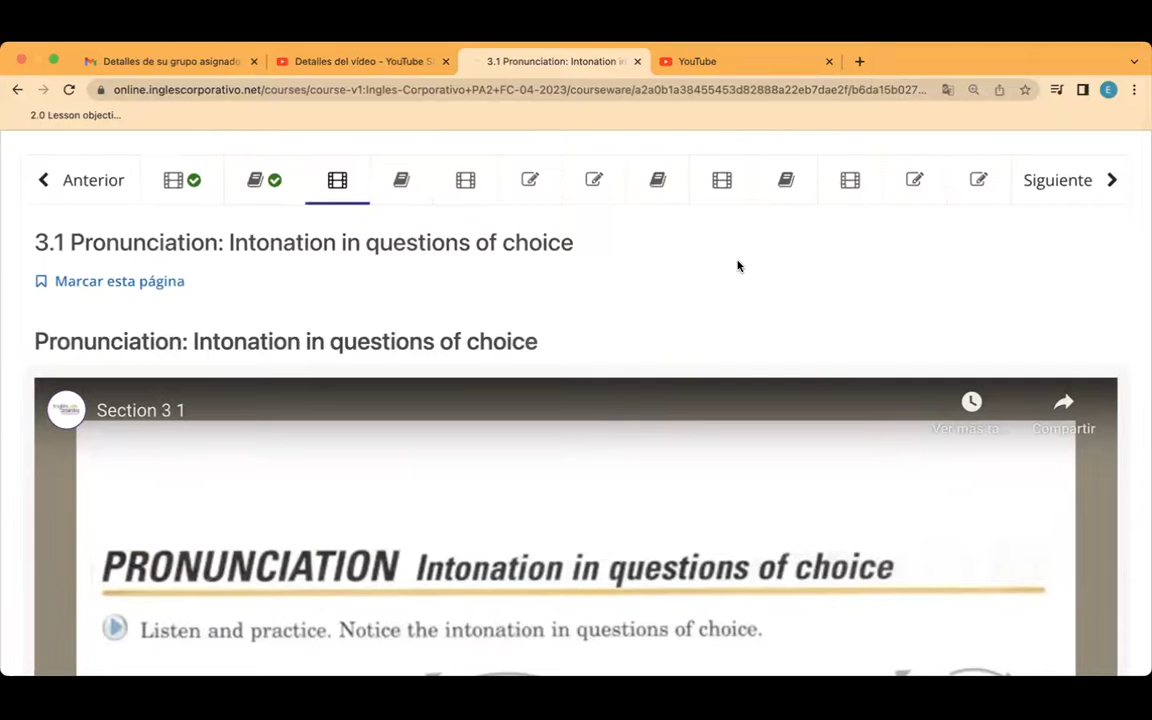 Detalles de su grupo asignado
Detalles del vídeo - YouTube S
3.1 Pronunciation: Intonation in
YouTube
online.inglescorporativo.net/courses/course-v1:Ingles-Corporativo+PA2+FC-04-2023/courseware/a2a0b1a38455453d82888a22eb7dae2f/b6da15b027...
E
2.0 Lesson objecti...
Anterior
Siguiente
3.1 Pronunciation: Intonation in questions of choice
Marcar esta página
Pronunciation: Intonation in questions of choice
Section 3 1
Ver más ta...
Compartir
PRONUNCIATION Intonation in questions of choice
Listen and practice. Notice the intonation in questions of choice.